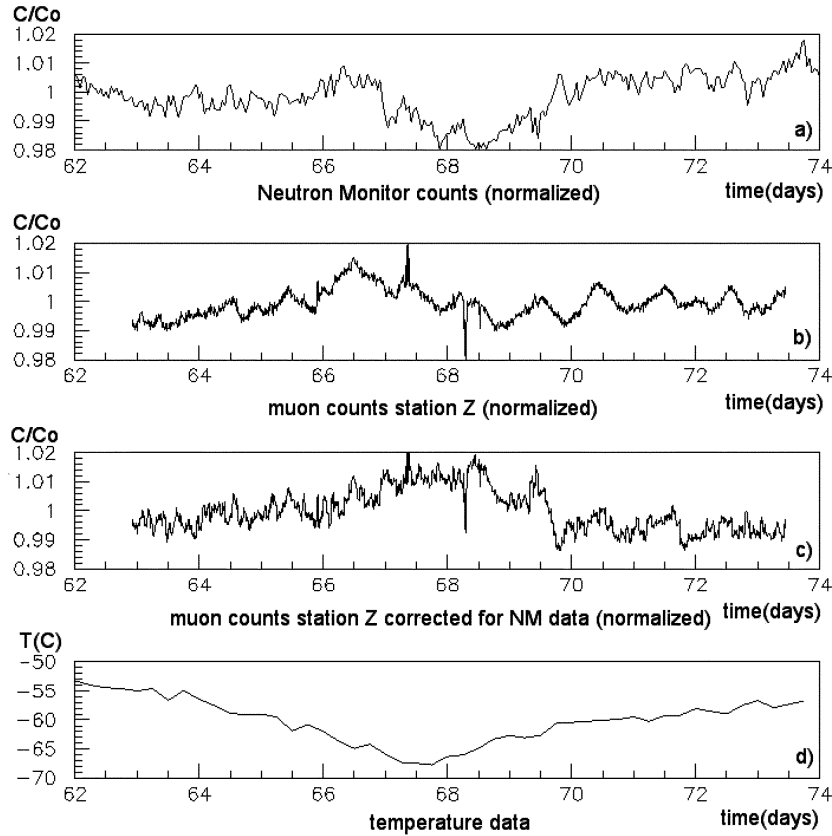 C/Co
1.02
1.01
1
0.99
0.98
a)
62 64 66 68 70 72 74
Neutron Monitor counts (normalized)
time(days)
C/Co
1.02
1.01
1
0.99
0.98
b)
62 64 66 68 70 72 74
muon counts station Z (normalized)
time(days)
C/Co
1.02
1.01
1
0.99
0.98
c)
62 64 66 68 70 72 74
muon counts station Z corrected for NM data (normalized)
time(days)
T(C)
−50
−55
−60
−65
−70
d)
62 64 66 68 70 72 74
temperature data
time(days)